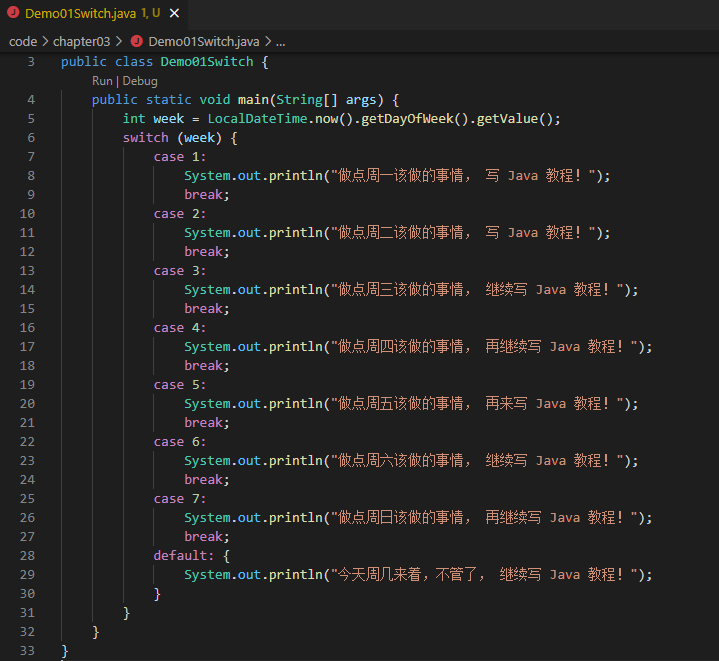 Demo01Switch.java 1, U
code > chapter03 > Demo01Switch.java > ...
3 public class Demo01Switch {
Run | Debug
4 public static void main(String[] args) {
5 int week = LocalDateTime.now().getDayOfWeek().getValue();
6 switch (week) {
7 case 1:
8 System.out.println("做点周一该做的事情， 写 Java 教程！");
9 break;
10 case 2:
11 System.out.println("做点周二该做的事情， 写 Java 教程！");
12 break;
13 case 3:
14 System.out.println("做点周三该做的事情， 继续写 Java 教程！");
15 break;
16 case 4:
17 System.out.println("做点周四该做的事情， 再继续写 Java 教程！");
18 break;
19 case 5:
20 System.out.println("做点周五该做的事情， 再来写 Java 教程！");
21 break;
22 case 6:
23 System.out.println("做点周六该做的事情， 继续写 Java 教程！");
24 break;
25 case 7:
26 System.out.println("做点周日该做的事情， 再继续写 Java 教程！");
27 break;
28 default: {
29 System.out.println("今天周几来着，不管了， 继续写 Java 教程！");
30 }
31 }
32 }
33 }